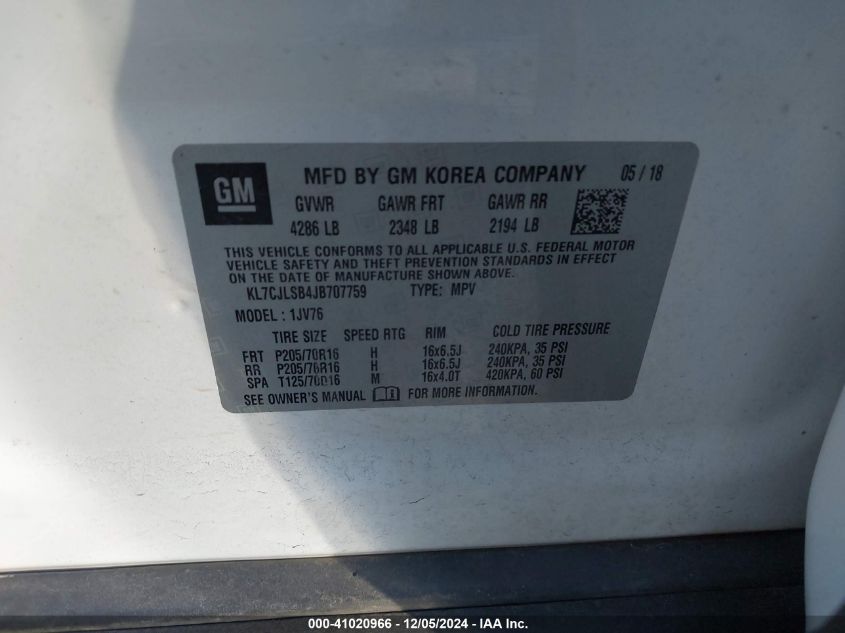 GM
MFD BY GM KOREA COMPANY 05 / 18
GVWR GAWR FRT GAWR RR
4286 LB 2348 LB 2194 LB
THIS VEHICLE CONFORMS TO ALL APPLICABLE U.S. FEDERAL MOTOR
VEHICLE SAFETY AND THEFT PREVENTION STANDARDS IN EFFECT
ON THE DATE OF MANUFACTURE SHOWN ABOVE.
KL7CJLSB4JB707759 TYPE: MPV
MODEL : 1JV76
TIRE SIZE SPEED RTG RIM COLD TIRE PRESSURE
FRT P205/70R16 H 16x6.5J 240KPA, 35 PSI
RR P205/70R16 H 16x6.5J 240KPA, 35 PSI
SPA T125/70D16 M 16x4.0T 420KPA, 60 PSI
SEE OWNER'S MANUAL FOR MORE INFORMATION.
000-41020966 - 12/05/2024 - IAA Inc.